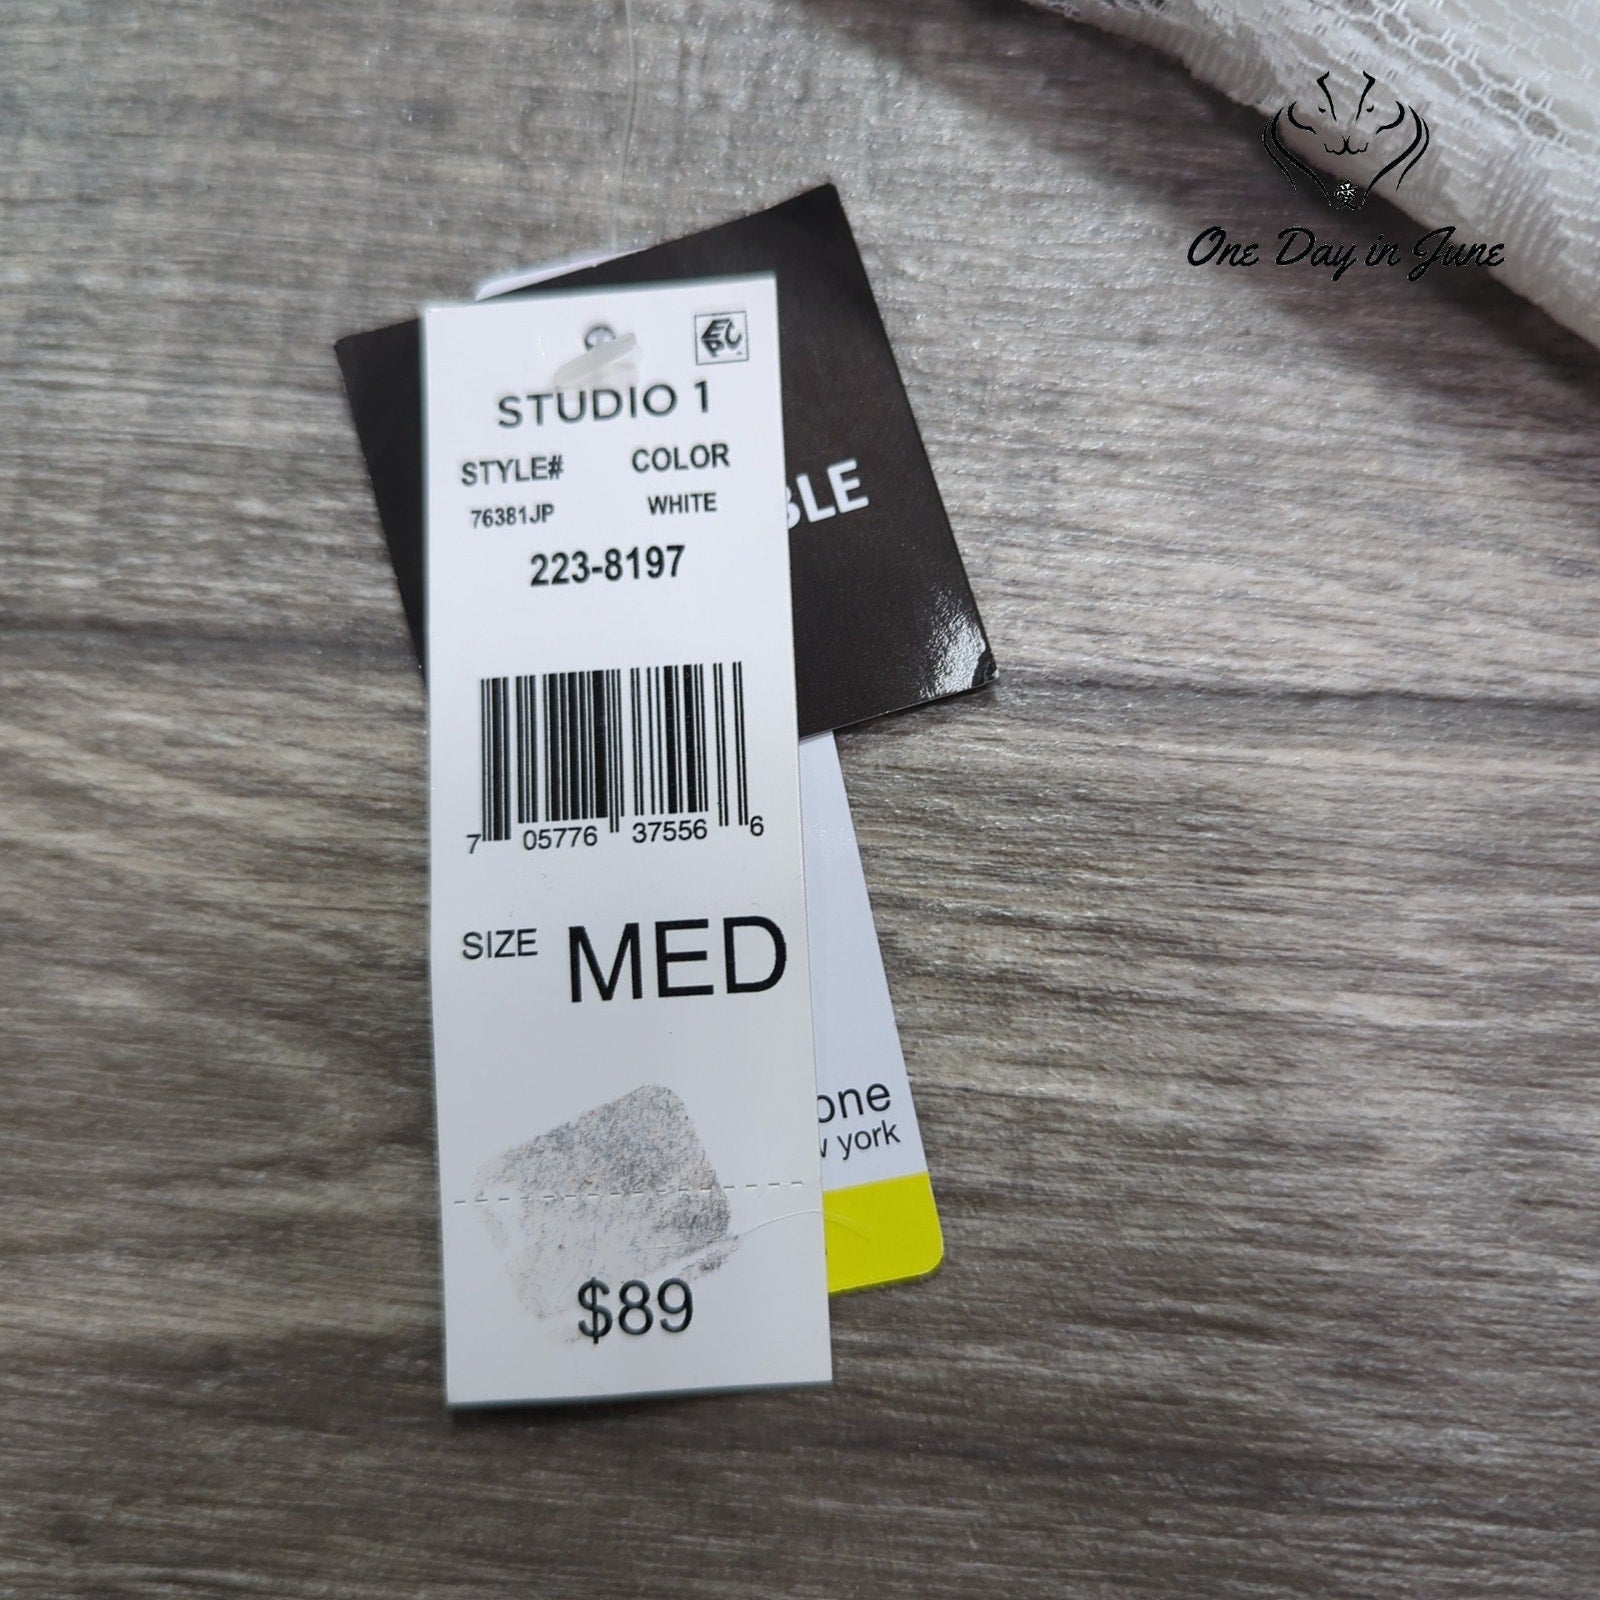 愛
One Day in June
STUDIO 1
STYLE# COLOR
76381JP WHITE
223-8197
7 05776 37556 6
SIZE MED
$89
BLE
one
york